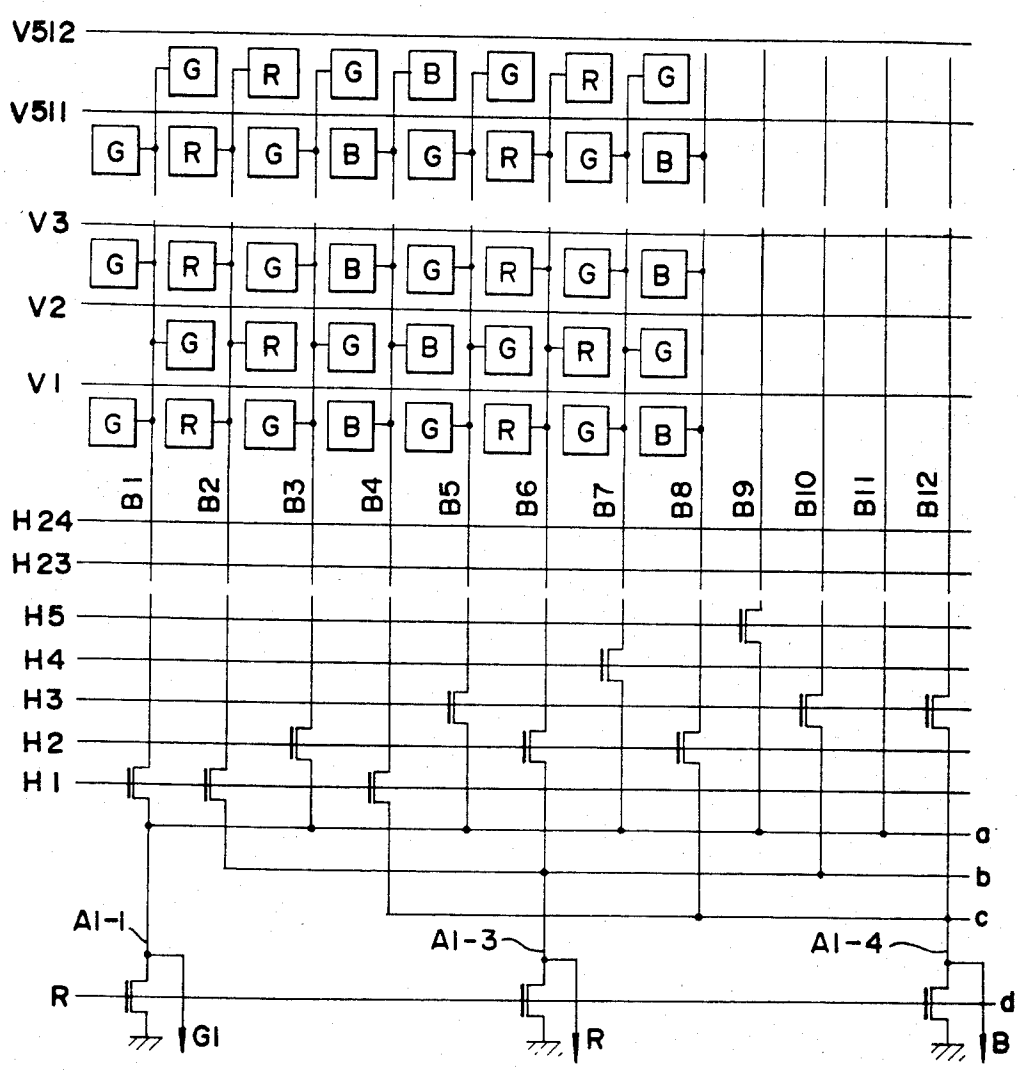 V512
G R G B G R G
V511
G R G B G R G B
V3
G R G B G R G B
V2
G R G B G R G
V1
G R G B G R G B
B1 B2 B3 B4 B5 B6 B7 B8 B9 B10 B11 B12
H24
H23
H5
H4
H3
H2
H1
a
b
c
A1-1 A1-3 A1-4
R d
G1 R B